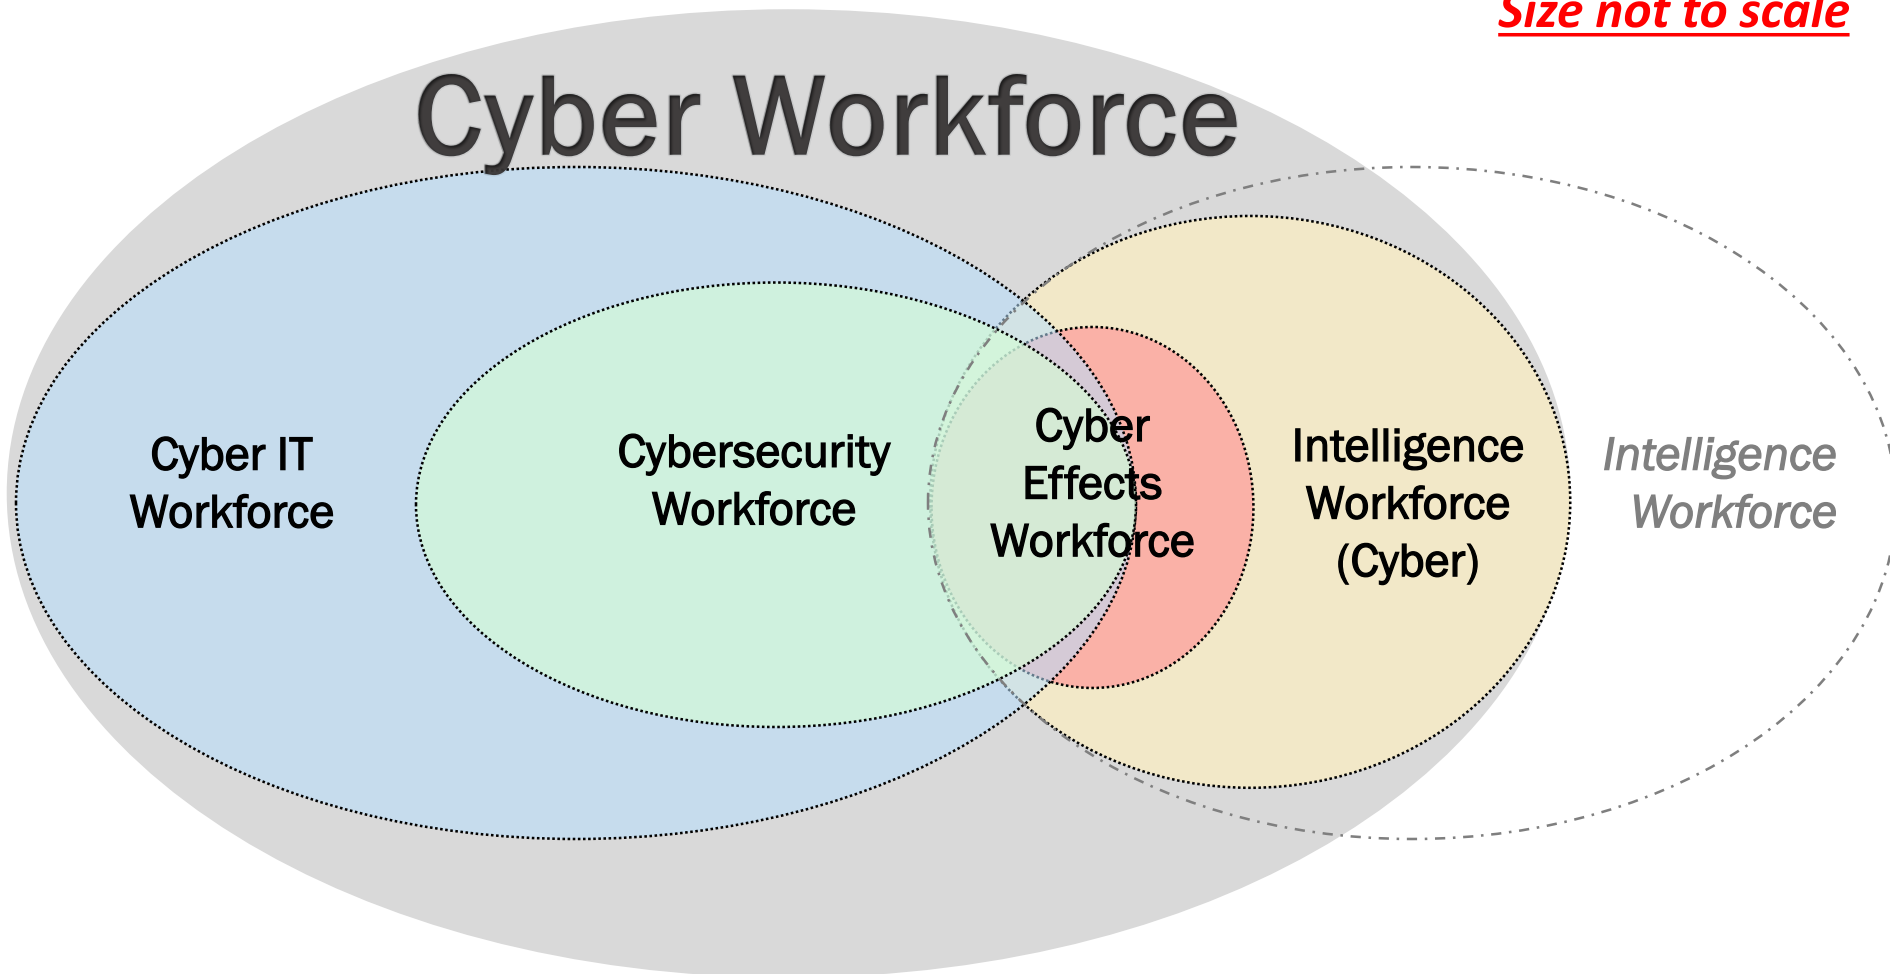 Size not to scale
Cyber Workforce
Cyber IT
Workforce
Cybersecurity
Workforce
Cyber
Effects
Workforce
Intelligence
Workforce
(Cyber)
Intelligence
Workforce